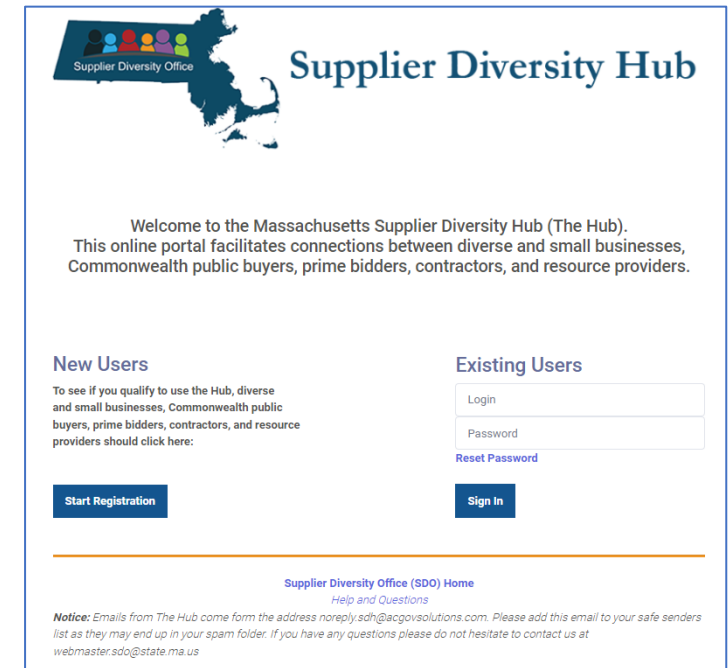 Supplier Diversity Office
Supplier Diversity Hub
Welcome to the Massachusetts Supplier Diversity Hub (The Hub).
This online portal facilitates connections between diverse and small businesses,
Commonwealth public buyers, prime bidders, contractors, and resource providers.
New Users
To see if you qualify to use the Hub, diverse
and small businesses, Commonwealth public
buyers, prime bidders, contractors, and resource
providers should click here:
Start Registration
Existing Users
Login
Password
Reset Password
Sign In
Supplier Diversity Office (SDO) Home
Help and Questions
Notice: Emails from The Hub come form the address noreply.sdh@acgovsolutions.com. Please add this email to your safe senders
list as they may end up in your spam folder. If you have any questions please do not hesitate to contact us at
webmaster.sdo@state.ma.us